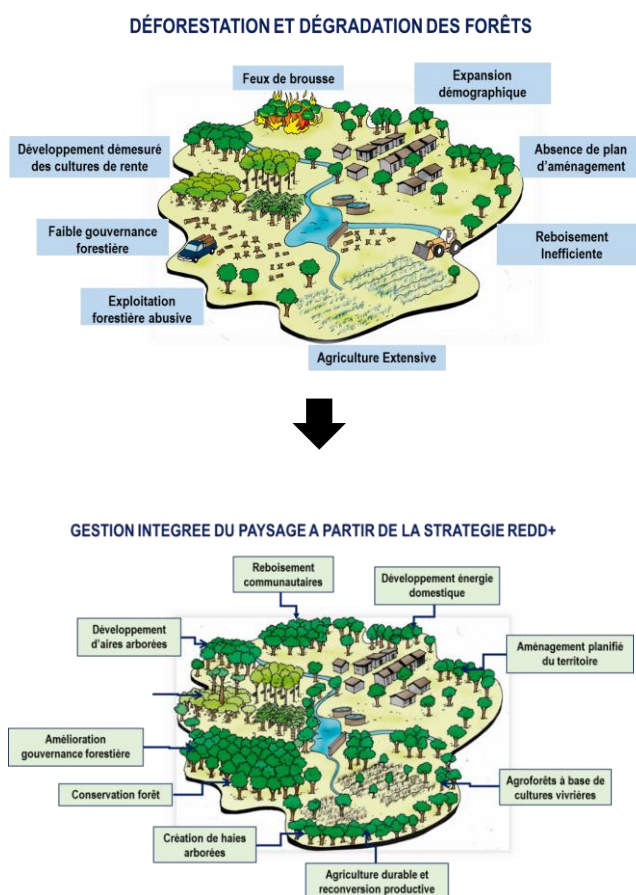 DÉFORESTATION ET DÉGRADATION DES FORÊTS
Feux de brousse
Expansion
démographique
Développement démesuré
des cultures de rente
Absence de plan
d'aménagement
Faible gouvernance
forestière
Reboisement
Inefficiente
Exploitation
forestière abusive
Agriculture Extensive
GESTION INTEGREE DU PAYSAGE A PARTIR DE LA STRATEGIE REDD+
Reboisement
communautaires
Développement énergie
domestique
Développement
d'aires arborées
Aménagement planifié
du territoire
Amélioration
gouvernance forestière
Conservation forêt
Agroforêts à base de
cultures vivrières
Création de haies
arborées
Agriculture durable et
reconversion productive